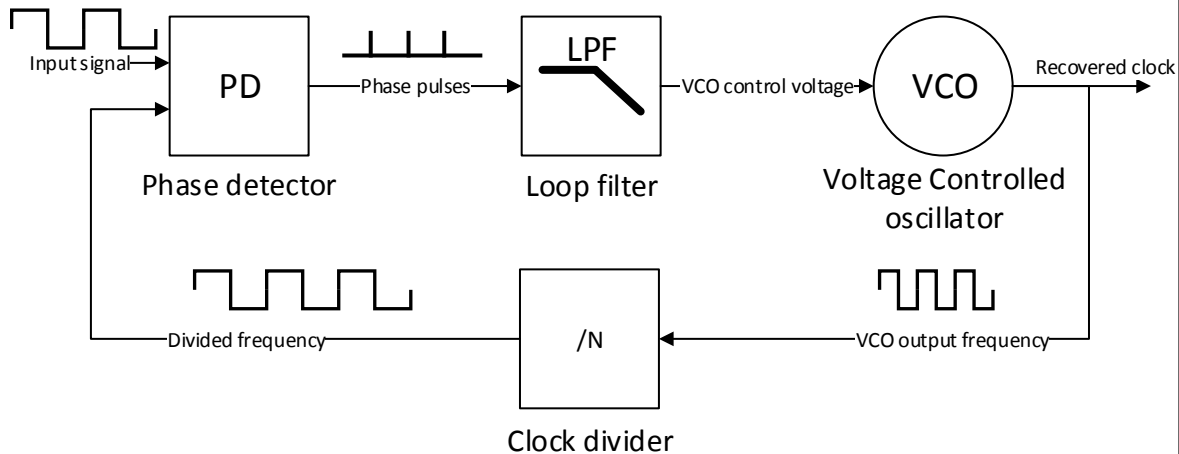 Input signal
PD
Phase detector
Phase pulses
LPF
Loop filter
VCO control voltage
VCO
Voltage Controlled
oscillator
Recovered clock
Divided frequency
/N
Clock divider
VCO output frequency